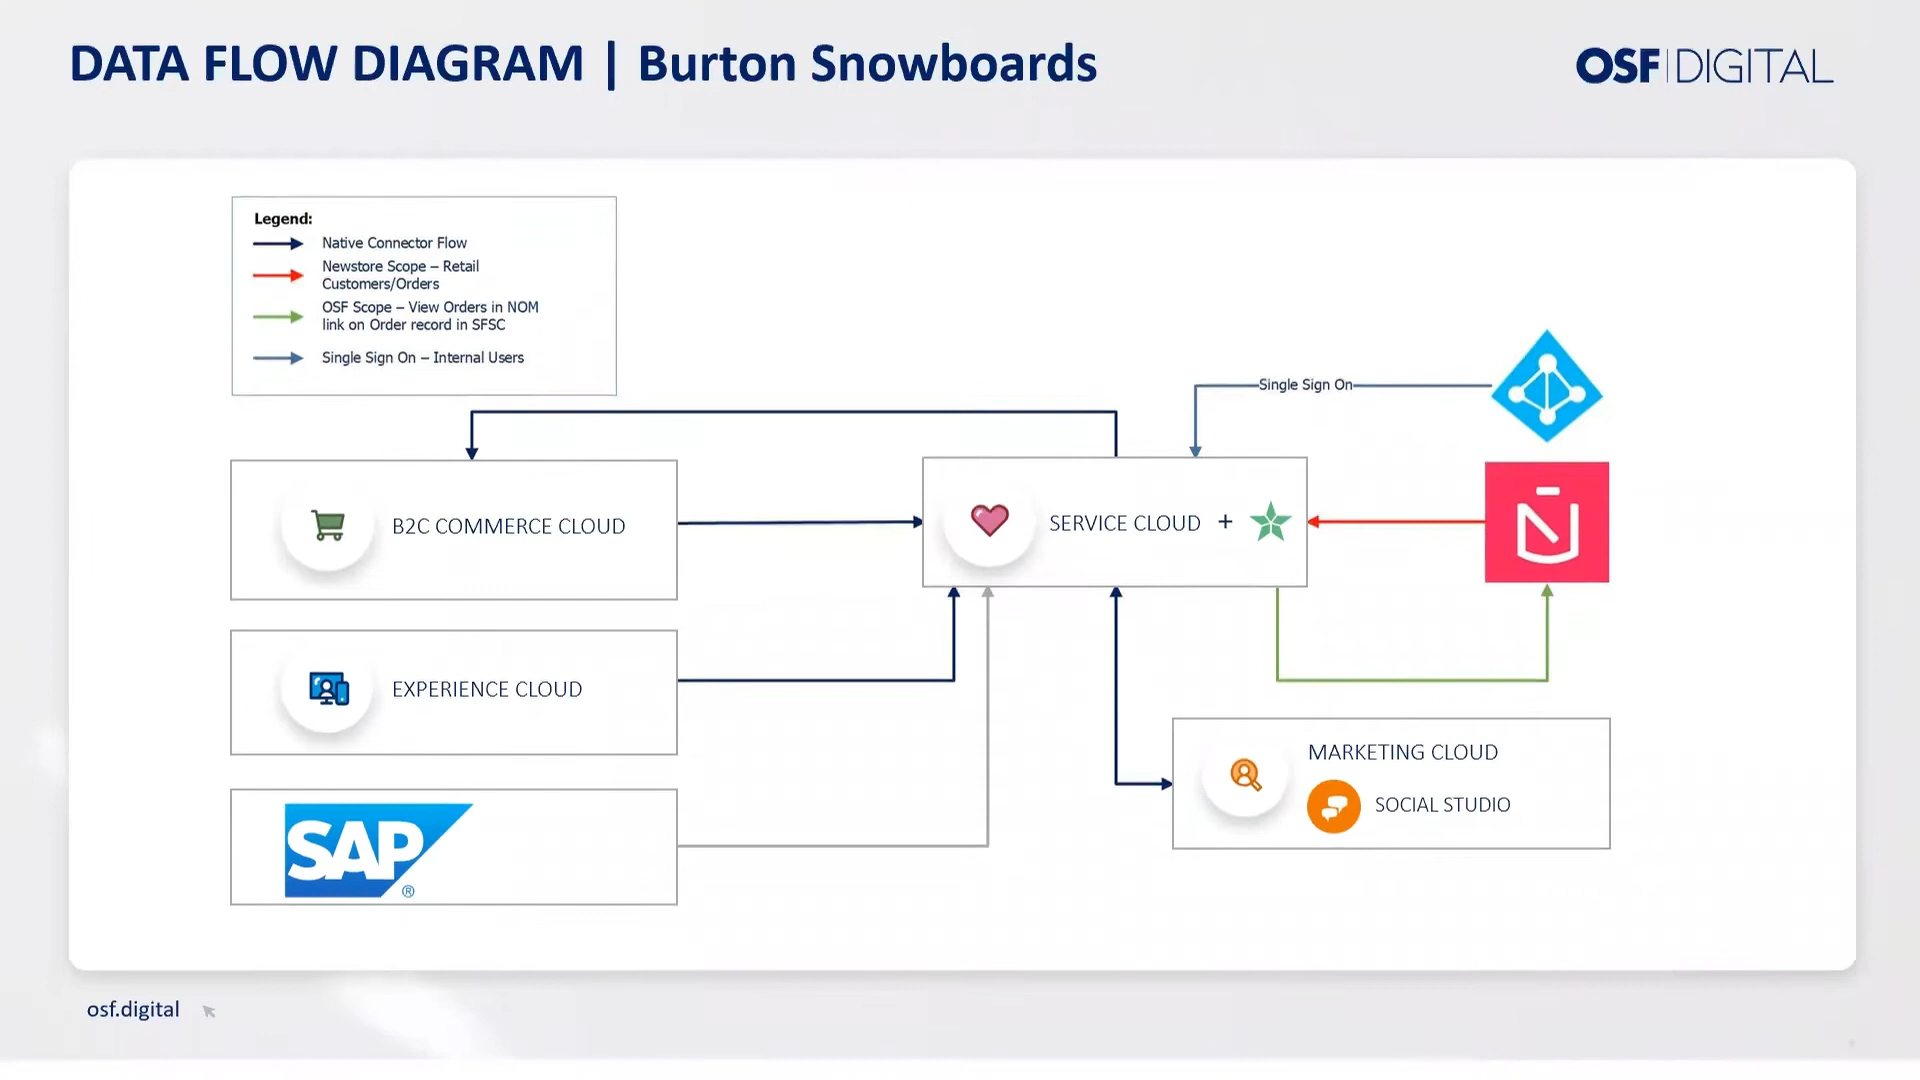 DATA FLOW DIAGRAM | Burton Snowboards
OSF DIGITAL
Legend:
Native Connector Flow
Newstore Scope – Retail
Customers/Orders
OSF Scope – View Orders in NOM
link on Order record in SFSC
Single Sign On – Internal Users
Single Sign On
B2C COMMERCE CLOUD
SERVICE CLOUD +
N
EXPERIENCE CLOUD
MARKETING CLOUD
SOCIAL STUDIO
SAP
®
osf.digital